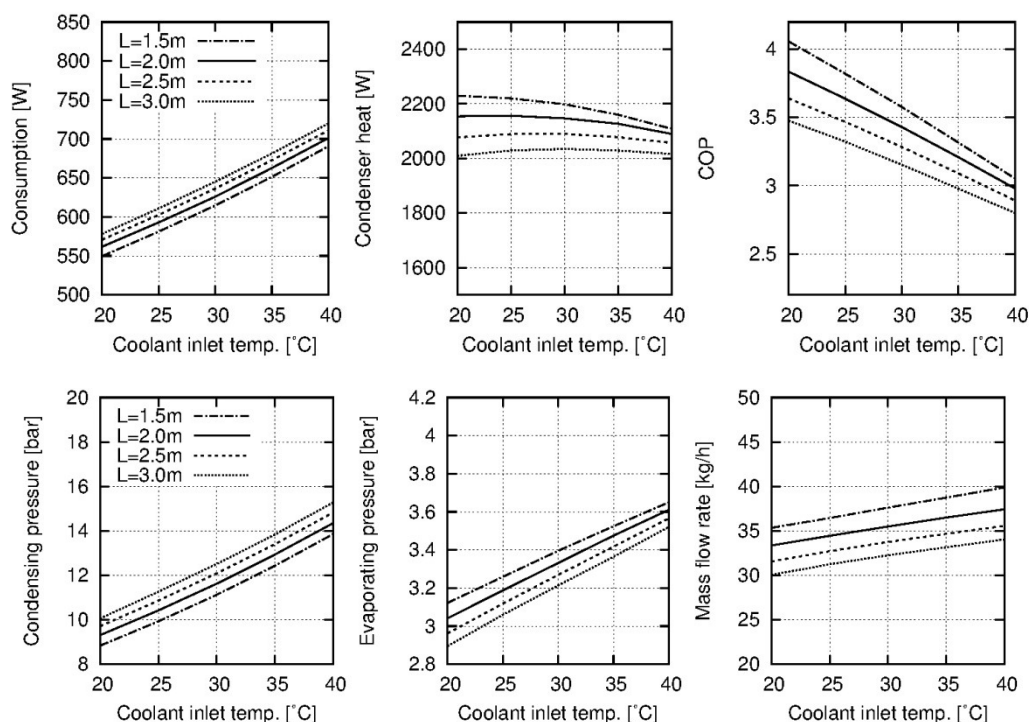 Consumption [W]
850
800
750
700
650
600
550
500
L=1.5m
L=2.0m
L=2.5m
L=3.0m
20 25 30 35 40
Coolant inlet temp. [˚C]
Condenser heat [W]
2400
2200
2000
1800
1600
20 25 30 35 40
Coolant inlet temp. [˚C]
COP
4
3.5
3
2.5
20 25 30 35 40
Coolant inlet temp. [˚C]
Condensing pressure [bar]
20
18
16
14
12
10
8
L=1.5m
L=2.0m
L=2.5m
L=3.0m
20 25 30 35 40
Coolant inlet temp. [˚C]
Evaporating pressure [bar]
4.2
4
3.8
3.6
3.4
3.2
3
2.8
20 25 30 35 40
Coolant inlet temp. [˚C]
Mass flow rate [kg/h]
50
45
40
35
30
25
20
20 25 30 35 40
Coolant inlet temp. [˚C]